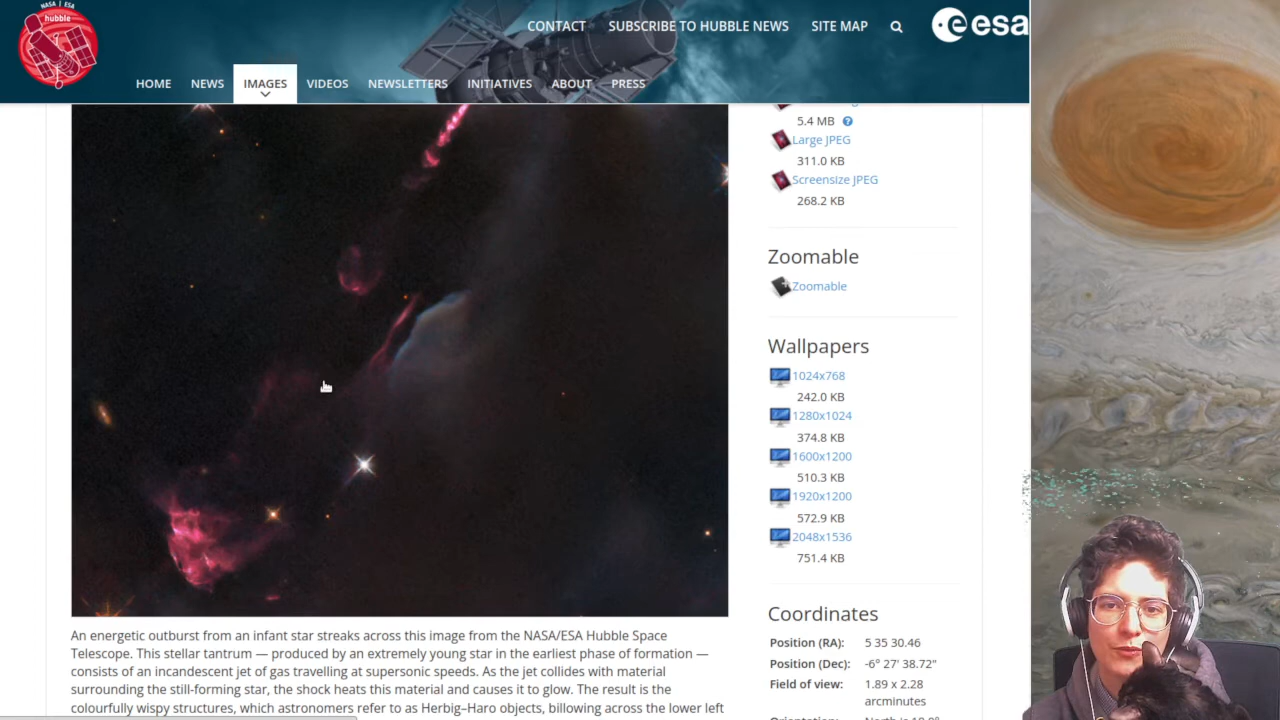 NASA | ESA
hubble
CONTACT SUBSCRIBE TO HUBBLE NEWS SITE MAP
esa
HOME NEWS IMAGES VIDEOS NEWSLETTERS INITIATIVES ABOUT PRESS
5.4 MB ?
Large JPEG
311.0 KB
Screensize JPEG
268.2 KB
Zoomable
Zoomable
Wallpapers
1024x768
242.0 KB
1280x1024
374.8 KB
1600x1200
510.3 KB
1920x1200
572.9 KB
2048x1536
751.4 KB
Coordinates
Position (RA): 5 35 30.46
Position (Dec): -6° 27' 38.72"
Field of view: 1.89 x 2.28
arcminutes
An energetic outburst from an infant star streaks across this image from the NASA/ESA Hubble Space
Telescope. This stellar tantrum — produced by an extremely young star in the earliest phase of formation —
consists of an incandescent jet of gas travelling at supersonic speeds. As the jet collides with material
surrounding the still-forming star, the shock heats this material and causes it to glow. The result is the
colourfully wispy structures, which astronomers refer to as Herbig–Haro objects, billowing across the lower left